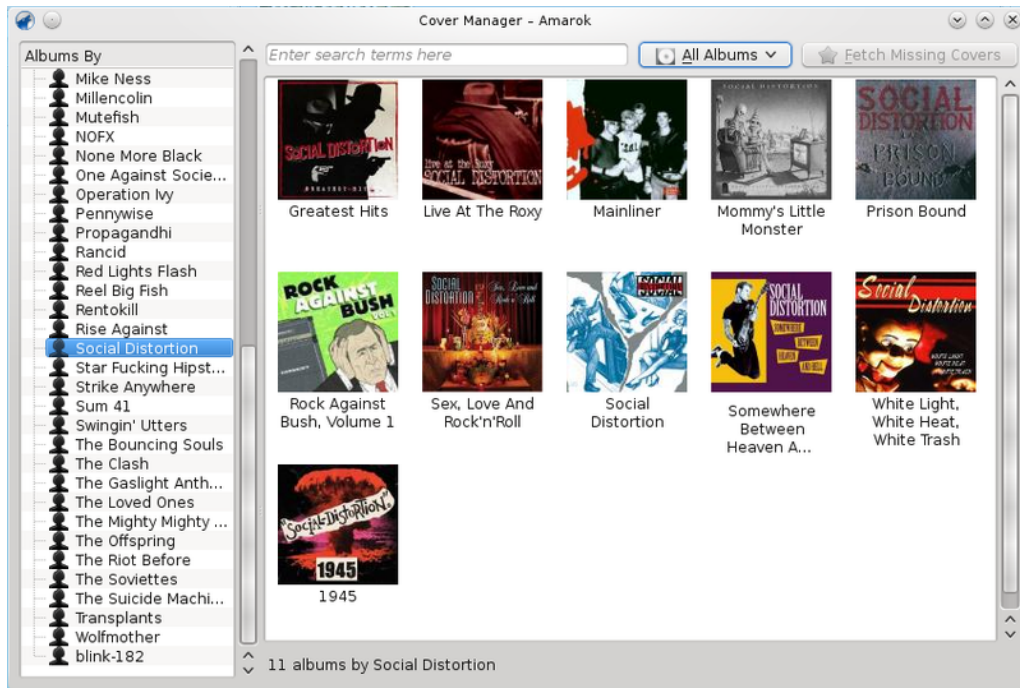 Cover Manager – Amarok
Albums By
Mike Ness
Millencolin
Mutefish
NOFX
None More Black
One Against Socie...
Operation Ivy
Pennywise
Propagandhi
Rancid
Red Lights Flash
Reel Big Fish
Rentokill
Rise Against
Social Distortion
Star Fucking Hipst...
Strike Anywhere
Sum 41
Swingin' Utters
The Bouncing Souls
The Clash
The Gaslight Anth...
The Loved Ones
The Mighty Mighty ...
The Offspring
The Riot Before
The Soviettes
The Suicide Machi...
Transplants
Wolfmother
blink-182
Enter search terms here
All Albums
Fetch Missing Covers
SOCIAL DISTORTION
GREATEST HITS
Greatest Hits
Live at the Roxy
SOCIAL DISTORTION
Live At The Roxy
Mainliner
SOCIAL DISTORTION
Mommy's Little
Monster
SOCIAL
DISTORTION
PRISON
BOUND
Prison Bound
ROCK
AGAINST
BUSH
VOL. 1
Rock Against
Bush, Volume 1
SOCIAL
DISTORTION
Sex, Love and
Rock 'n' Roll
Sex, Love And
Rock'n'Roll
SOCIAL
Social
Distortion
SOCIAL
DISTORTION
SOMEWHERE
BETWEEN
HEAVEN
AND HELL
Somewhere
Between
Heaven A...
Social
Distortion
WHITE LIGHT
WHITE HEAT
WHITE TRASH
White Light,
White Heat,
White Trash
"SOCIAL DISTORTION"
1945
1945
11 albums by Social Distortion